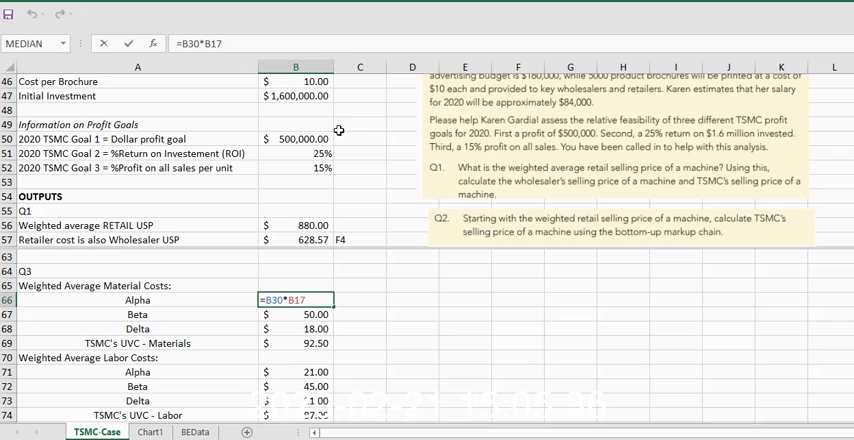 MEDIAN =B30*B17
A B C D E F G H I J K L
46 Cost per Brochure $ 10.00
47 Initial Investment $ 1,600,000.00
48
49 Information on Profit Goals
50 2020 TSMC Goal 1 = Dollar profit goal $ 500,000.00
51 2020 TSMC Goal 2 = %Return on Investement (ROI) 25%
52 2020 TSMC Goal 3 = %Profit on all sales per unit 15%
53
54 OUTPUTS
55 Q1
56 Weighted average RETAIL USP $ 880.00
57 Retailer cost is also Wholesaler USP $ 628.57 F4
63
64 Q3
65 Weighted Average Material Costs:
66 Alpha =B30*B17
67 Beta $ 50.00
68 Delta $ 18.00
69 TSMC's UVC - Materials $ 92.50
70 Weighted Average Labor Costs:
71 Alpha $ 21.00
72 Beta $ 45.00
73 Delta $
74 TSMC's UVC - Labor $
advertising budget is $160,000, while 5000 product brochures will be printed at a cost of
$10 each and provided to key wholesalers and retailers. Karen estimates that her salary
for 2020 will be approximately $84,000.
Please help Karen Gardial assess the relative feasibility of three different TSMC profit
goals for 2020. First a profit of $500,000. Second, a 25% return on $1.6 million invested.
Third, a 15% profit on all sales. You have been called in to help with this analysis.
Q1. What is the weighted average retail selling price of a machine? Using this,
calculate the wholesaler's selling price of a machine and TSMC's selling price of a
machine.
Q2. Starting with the weighted retail selling price of a machine, calculate TSMC's
selling price of a machine using the bottom-up markup chain.
TSMC-Case Chart1 BEData